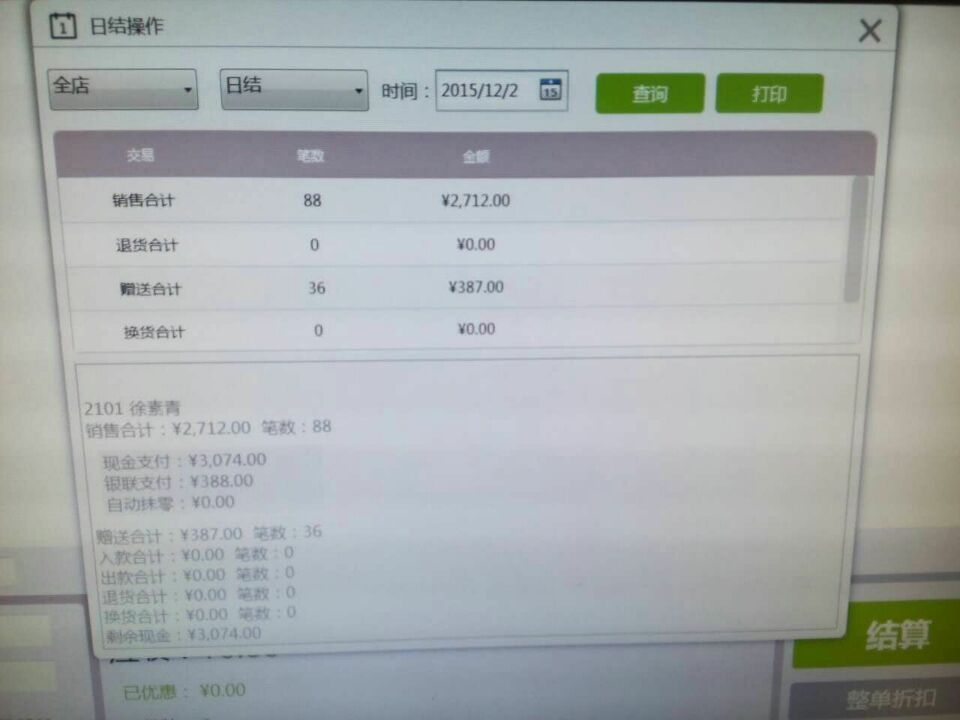 1 日结操作
全店 日结 时间： 2015/12/2 15 查询 打印
交易 笔数 金额
销售合计 88 ¥2,712.00
退货合计 0 ¥0.00
赠送合计 36 ¥387.00
换货合计 0 ¥0.00
2101 徐素青
销售合计：¥2,712.00 笔数：88
现金支付：¥3,074.00
银联支付：¥388.00
自动抹零：¥0.00
赠送合计：¥387.00 笔数：36
入款合计：¥0.00 笔数：0
出款合计：¥0.00 笔数：0
退货合计：¥0.00 笔数：0
换货合计：¥0.00 笔数：0
剩余现金：¥3,074.00
结算
已优惠： ¥0.00
整单折扣